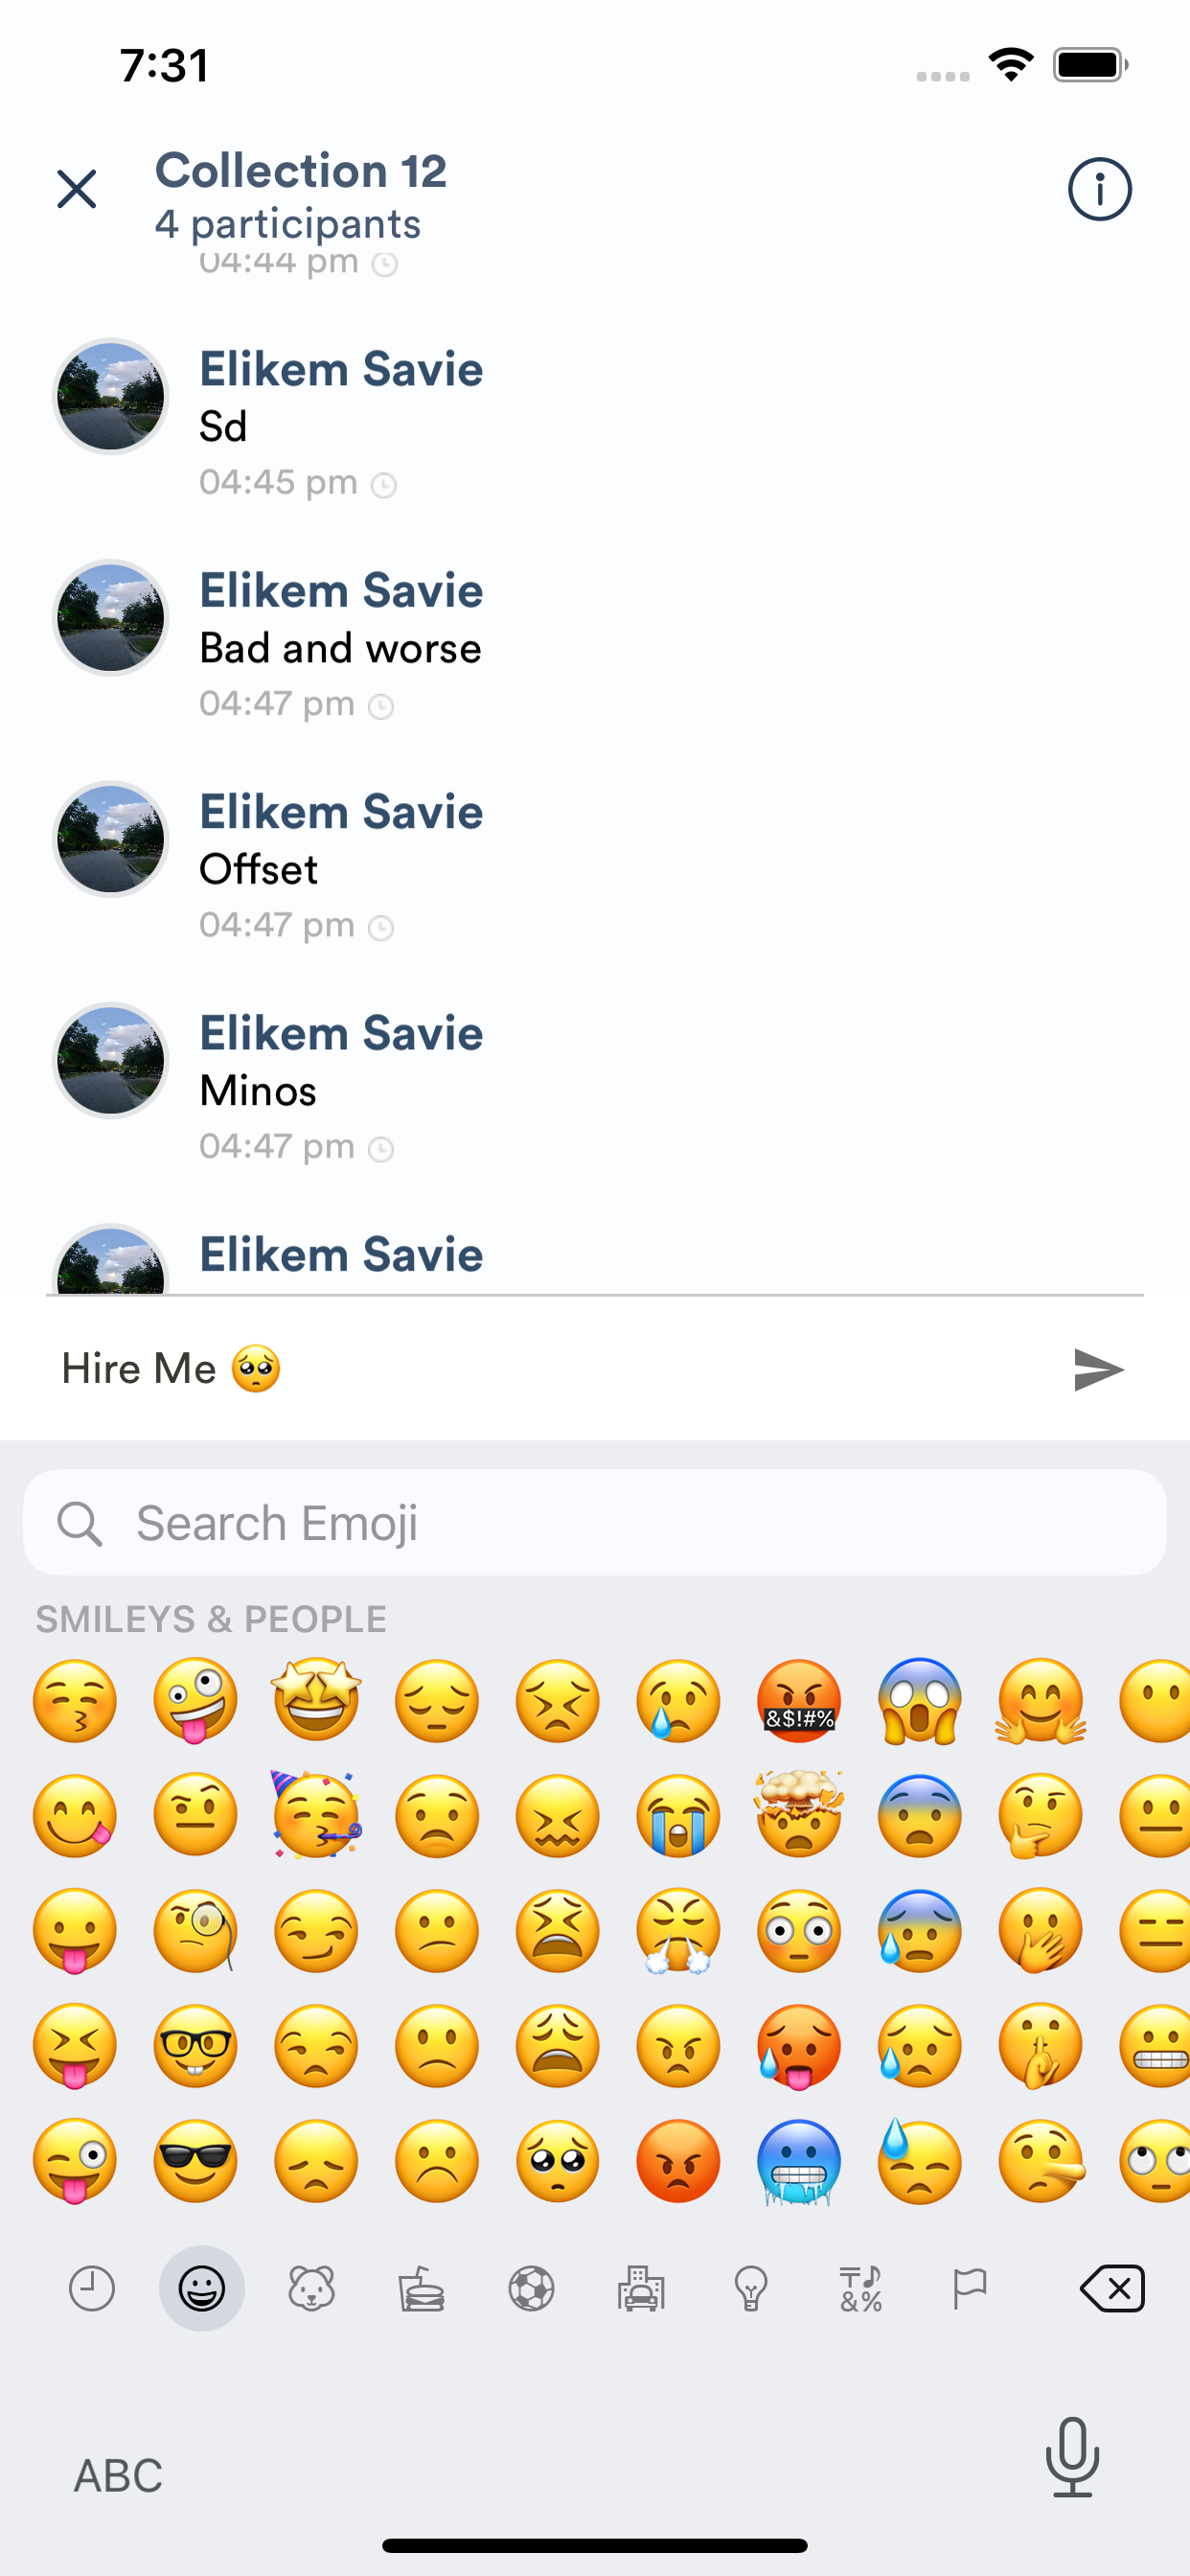 7:31
Collection 12
4 participants
04:44 pm
Elikem Savie
Sd
04:45 pm
Elikem Savie
Bad and worse
04:47 pm
Elikem Savie
Offset
04:47 pm
Elikem Savie
Minos
04:47 pm
Elikem Savie
Hire Me 🥺
Search Emoji
SMILEYS & PEOPLE
&$!#%
ABC